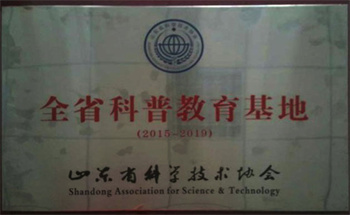 全省科普教育基地
(2015-2019)
山东省科学技术协会
Shandong Association for Science & Technology